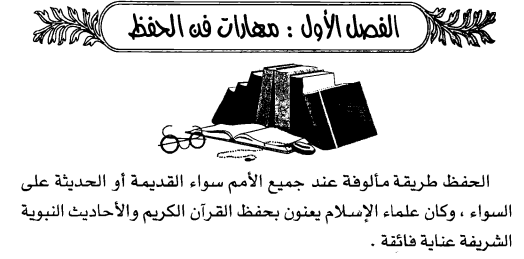 الفصل الأول : مهارات فن الحفظ
الحفظ طريقة مألوفة عند جميع الأمم سواء القديمة أو الحديثة على
السواء ، وكان علماء الإسلام يعنون بحفظ القرآن الكريم والأحاديث النبوية
الشريفة عناية فائقة .